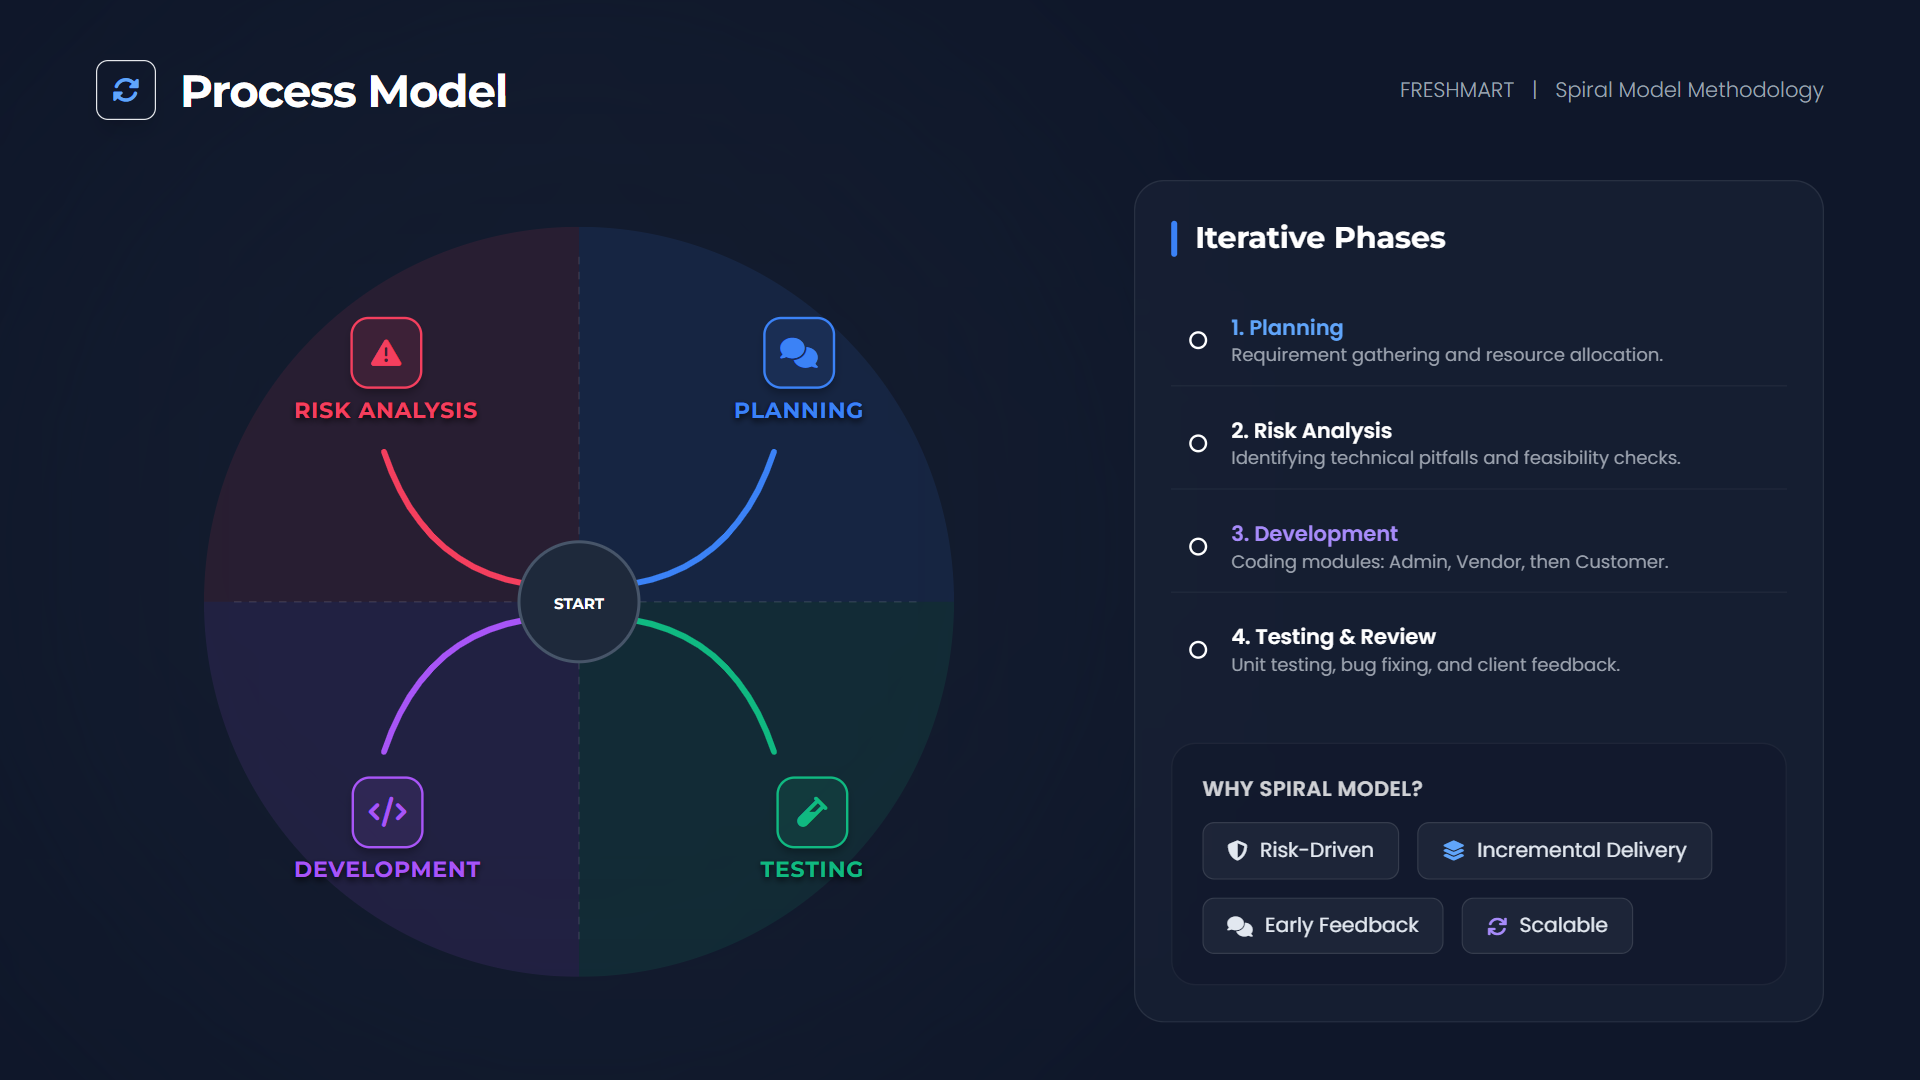 Process Model
FRESHMART | Spiral Model Methodology
RISK ANALYSIS
PLANNING
START
DEVELOPMENT
TESTING
Iterative Phases
1. Planning
Requirement gathering and resource allocation.
2. Risk Analysis
Identifying technical pitfalls and feasibility checks.
3. Development
Coding modules: Admin, Vendor, then Customer.
4. Testing & Review
Unit testing, bug fixing, and client feedback.
WHY SPIRAL MODEL?
Risk-Driven
Incremental Delivery
Early Feedback
Scalable